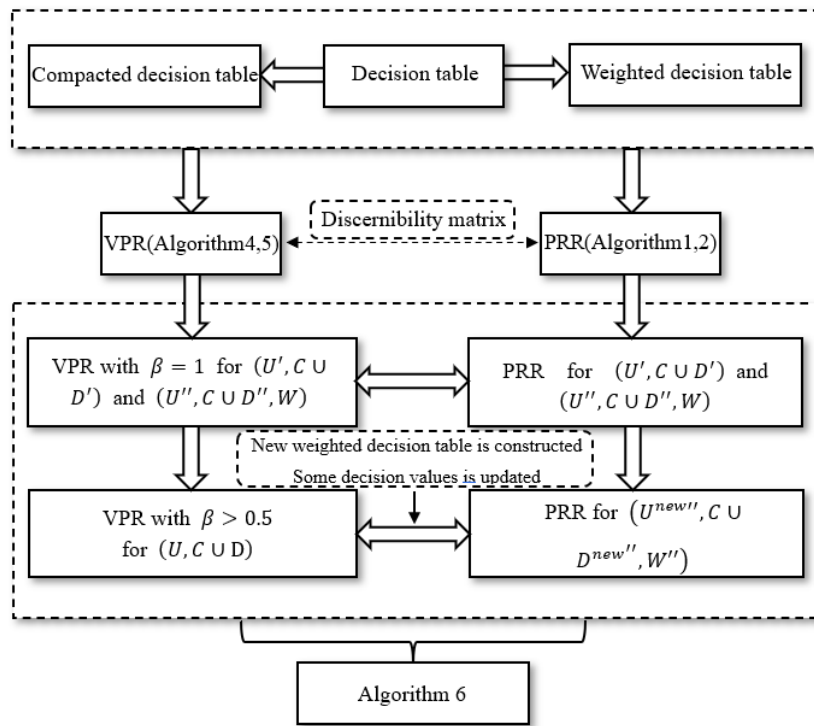 Compacted decision table
Decision table
Weighted decision table
Discernibility matrix
VPR(Algorithm4,5)
PRR(Algorithm1,2)
VPR with β = 1 for (U′, C ∪
D′) and (U′′, C ∪ D′′, W)
PRR for (U′, C ∪ D′) and
(U′′, C ∪ D′′, W)
New weighted decision table is constructed
Some decision values is updated
VPR with β > 0.5
for (U, C ∪ D)
PRR for (U^{new′′}, C ∪
D^{new′′}, W′′)
Algorithm 6